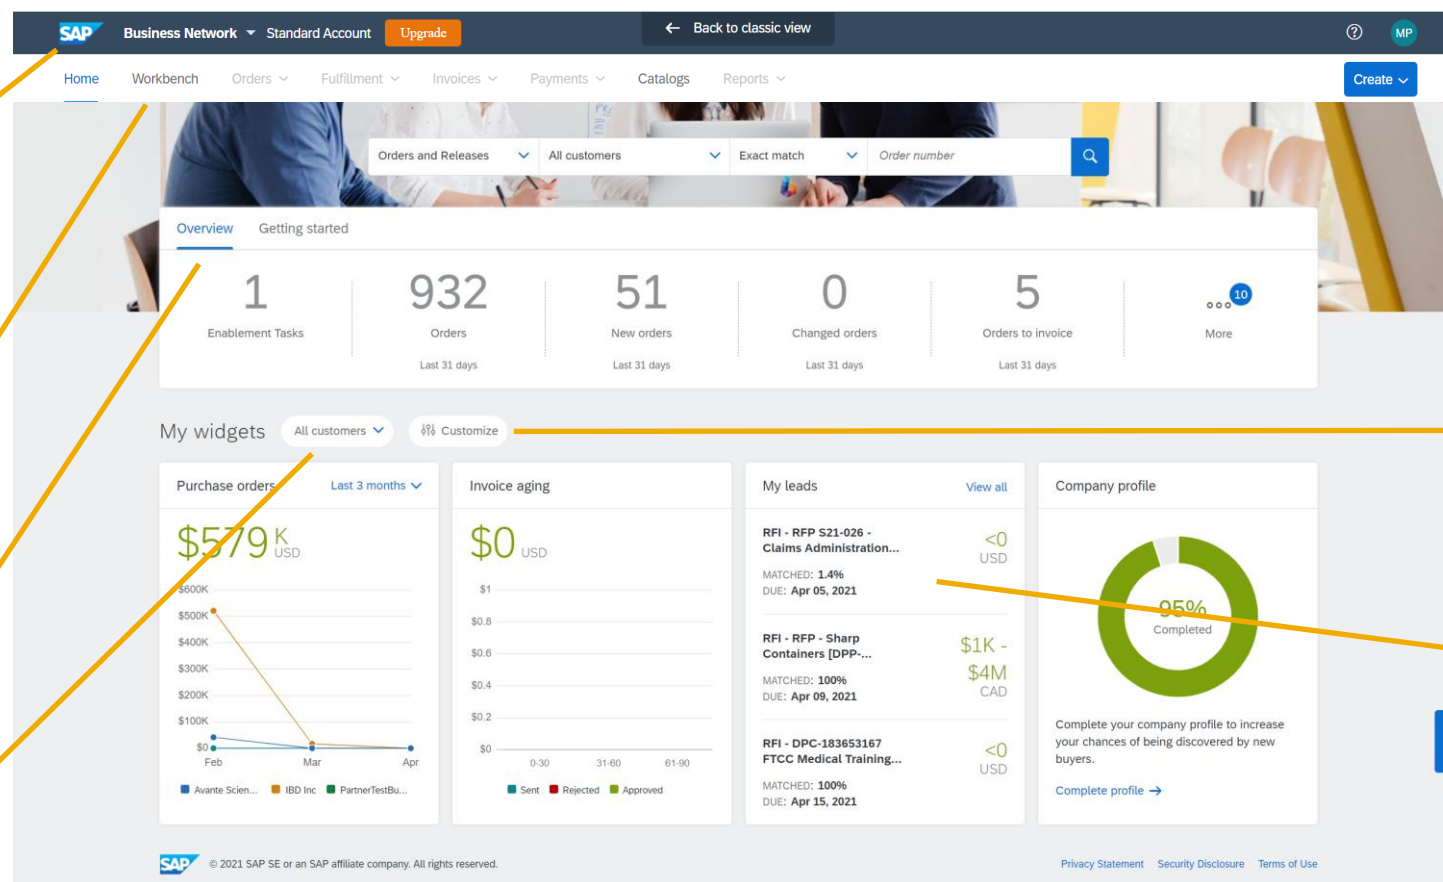 SAP Business Network Standard Account Upgrade ← Back to classic view ? MP
Home Workbench Orders Fulfillment Invoices Payments Catalogs Reports Create
Orders and Releases All customers Exact match Order number
Overview Getting started
1 932 51 0 5 10
Enablement Tasks Orders New orders Changed orders Orders to invoice More
Last 31 days Last 31 days Last 31 days Last 31 days
My widgets All customers Customize
Purchase orders Last 3 months
$579 K
USD
$600K
$500K
$400K
$300K
$200K
$100K
$0
Feb Mar Apr
Avante Scien... IBD Inc PartnerTestBu...
Invoice aging
$0 USD
$1
$0.8
$0.6
$0.4
$0.2
$0
0-30 31-60 61-90
Sent Rejected Approved
My leads View all
RFI - RFP S21-026 -
Claims Administration...
<0
USD
MATCHED: 1.4%
DUE: Apr 05, 2021
RFI - RFP - Sharp
Containers [DPP-...
$1K -
$4M
CAD
MATCHED: 100%
DUE: Apr 09, 2021
RFI - DPC-183653167
FTCC Medical Training...
<0
USD
MATCHED: 100%
DUE: Apr 15, 2021
Company profile
95%
Completed
Complete your company profile to increase
your chances of being discovered by new
buyers.
Complete profile →
SAP © 2021 SAP SE or an SAP affiliate company. All rights reserved. Privacy Statement Security Disclosure Terms of Use